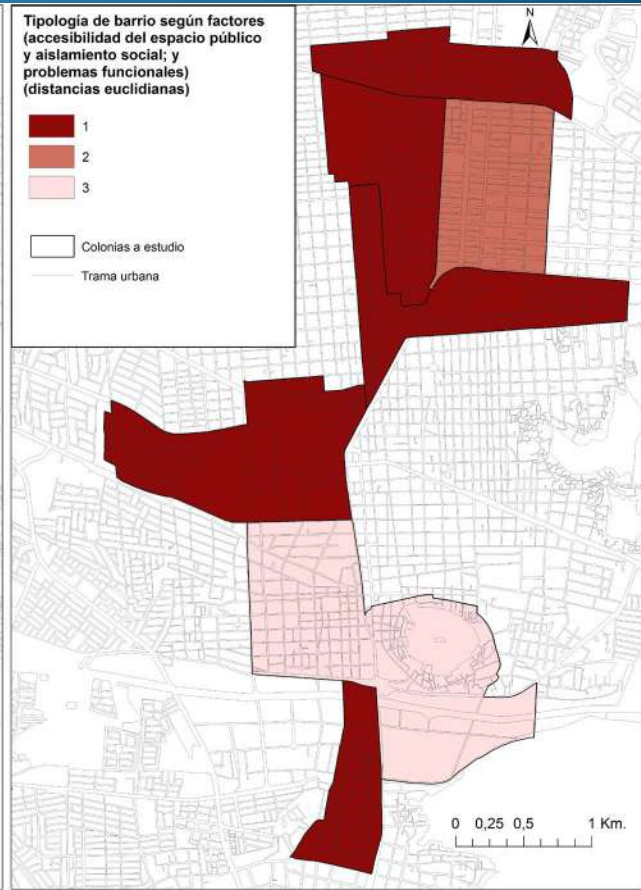 Tipología de barrio según factores
(accesibilidad del espacio público
y aislamiento social; y
problemas funcionales)
(distancias euclidianas)
1
2
3
Colonias a estudio
Trama urbana
N
0 0,25 0,5 1 Km.